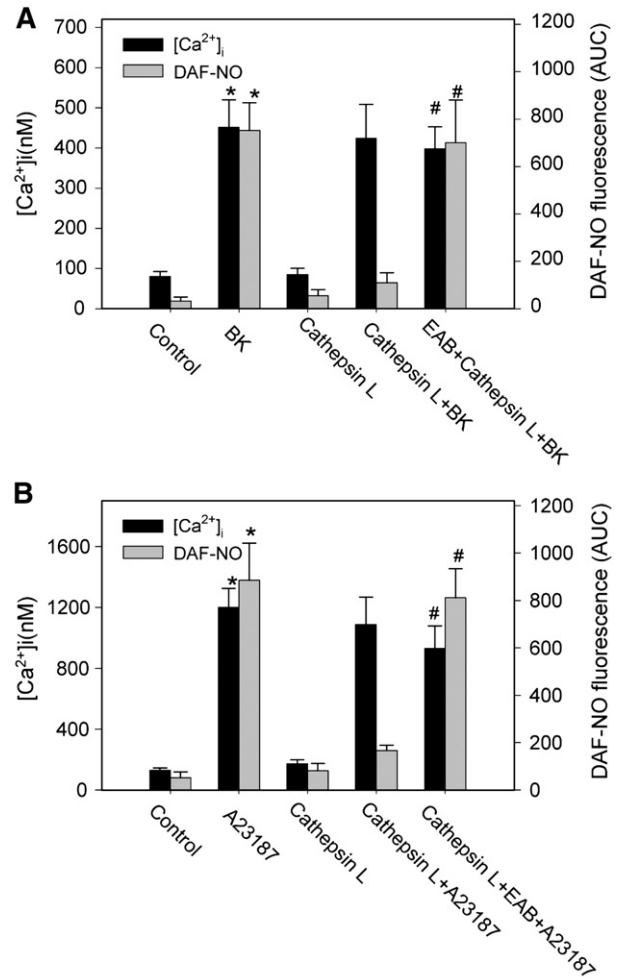 A
700
600
500
400
300
200
100
0
[Ca²⁺]i(nM)
[Ca²⁺]ᵢ
DAF-NO
* *
# #
1200
1000
800
600
400
200
0
DAF-NO fluorescence (AUC)
Control
BK
Cathepsin L
Cathepsin L+BK
EAB+Cathepsin L+BK
B
1600
1200
800
400
0
[Ca²⁺]i(nM)
[Ca²⁺]ᵢ
DAF-NO
* *
# #
1200
1000
800
600
400
200
0
DAF-NO fluorescence (AUC)
Control
A23187
Cathepsin L
Cathepsin L+A23187
Cathepsin L+EAB+A23187